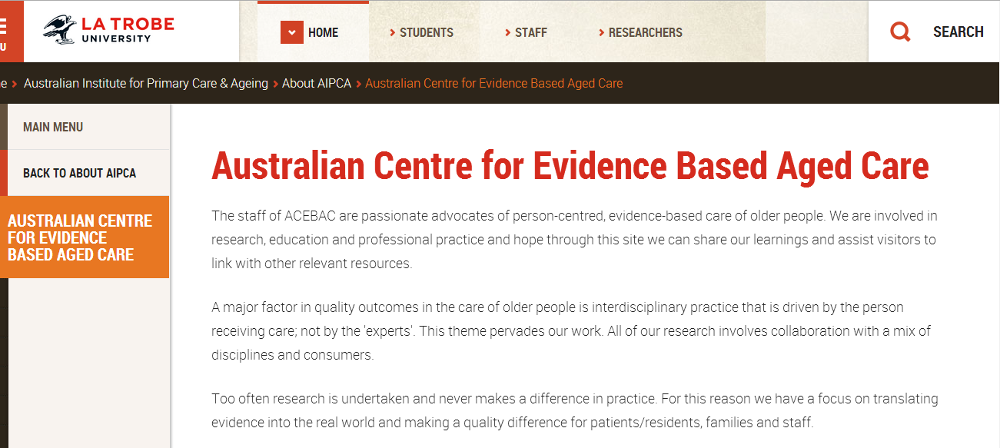 U
LA TROBE
UNIVERSITY
HOME
STUDENTS
STAFF
RESEARCHERS
SEARCH
e > Australian Institute for Primary Care & Ageing > About AIPCA > Australian Centre for Evidence Based Aged Care
MAIN MENU
BACK TO ABOUT AIPCA
AUSTRALIAN CENTRE
FOR EVIDENCE
BASED AGED CARE
Australian Centre for Evidence Based Aged Care
The staff of ACEBAC are passionate advocates of person-centred, evidence-based care of older people. We are involved in
research, education and professional practice and hope through this site we can share our learnings and assist visitors to
link with other relevant resources.
A major factor in quality outcomes in the care of older people is interdisciplinary practice that is driven by the person
receiving care; not by the 'experts'. This theme pervades our work. All of our research involves collaboration with a mix of
disciplines and consumers.
Too often research is undertaken and never makes a difference in practice. For this reason we have a focus on translating
evidence into the real world and making a quality difference for patients/residents, families and staff.